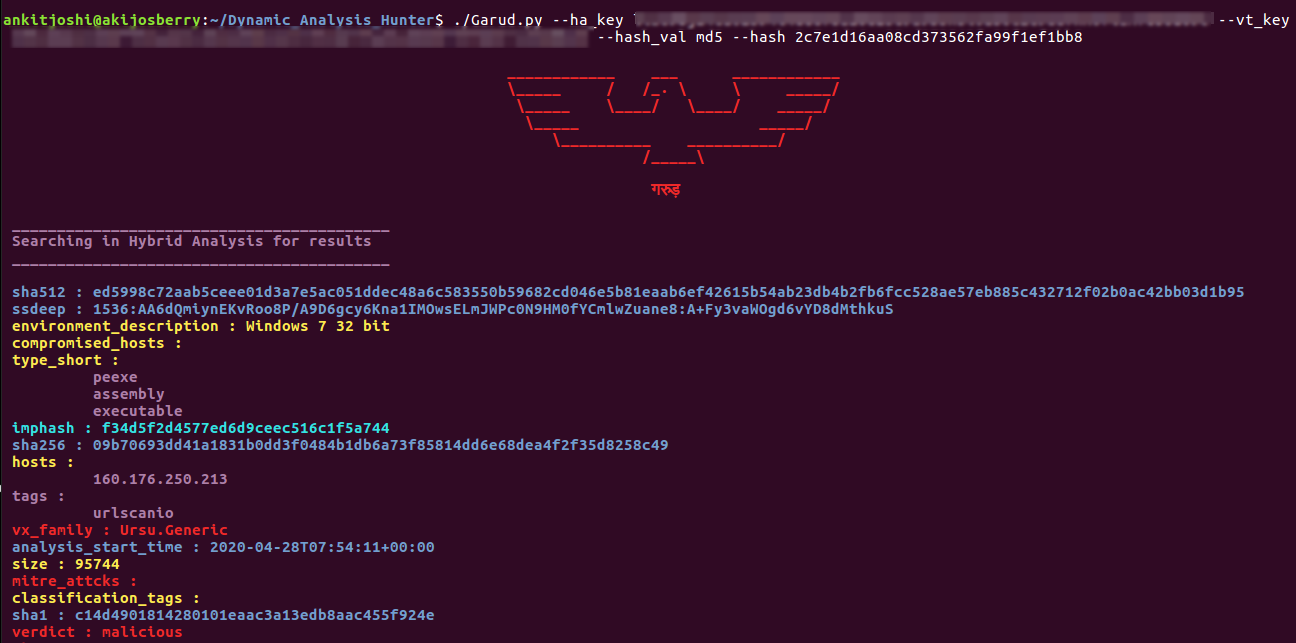 ankitjoshi@akijosberry:~/Dynamic_Analysis_Hunter$ ./Garud.py --ha_key --vt_key
--hash_val md5 --hash 2c7e1d16aa08cd373562fa99f1ef1bb8
गरुड़
Searching in Hybrid Analysis for results
sha512 : ed5998c72aab5ceee01d3a7e5ac051ddec48a6c583550b59682cd046e5b81eaab6ef42615b54ab23db4b2fb6fcc528ae57eb885c432712f02b0ac42bb03d1b95
ssdeep : 1536:AA6dQmiynEKvRoo8P/A9D6gcy6Kna1IMOwsELmJWPc0N9HM0fYCmlwZuane8:A+Fy3vaWOgd6vYD8dMthkuS
environment_description : Windows 7 32 bit
compromised_hosts :
type_short :
peexe
assembly
executable
imphash : f34d5f2d4577ed6d9ceec516c1f5a744
sha256 : 09b70693dd41a1831b0dd3f0484b1db6a73f85814dd6e68dea4f2f35d8258c49
hosts :
160.176.250.213
tags :
urlscanio
vx_family : Ursu.Generic
analysis_start_time : 2020-04-28T07:54:11+00:00
size : 95744
mitre_attcks :
classification_tags :
sha1 : c14d4901814280101eaac3a13edb8aac455f924e
verdict : malicious